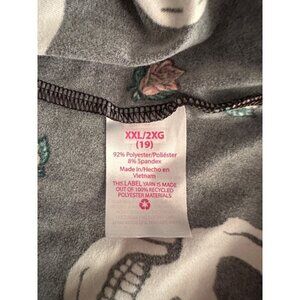 XXL/2XG
(19)
92% Polyester/Poliéster
8% Spandex
Made in/Hecho en
Vietnam
THIS LABEL YARN IS MADE
OUT OF 100% RECYCLED
POLYESTER MATERIALS